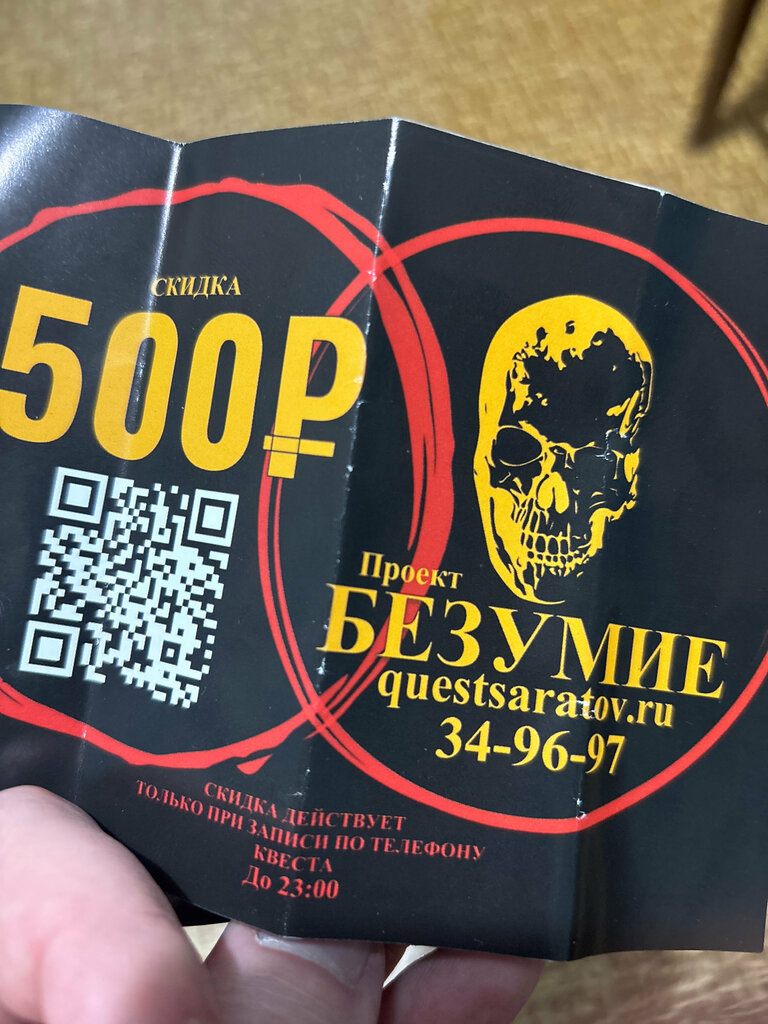 СКИДКА
500₽
Проект
БЕЗУМИЕ
questsaratov.ru
34-96-97
СКИДКА ДЕЙСТВУЕТ
ТОЛЬКО ПРИ ЗАПИСИ ПО ТЕЛЕФОНУ
КВЕСТА
До 23:00